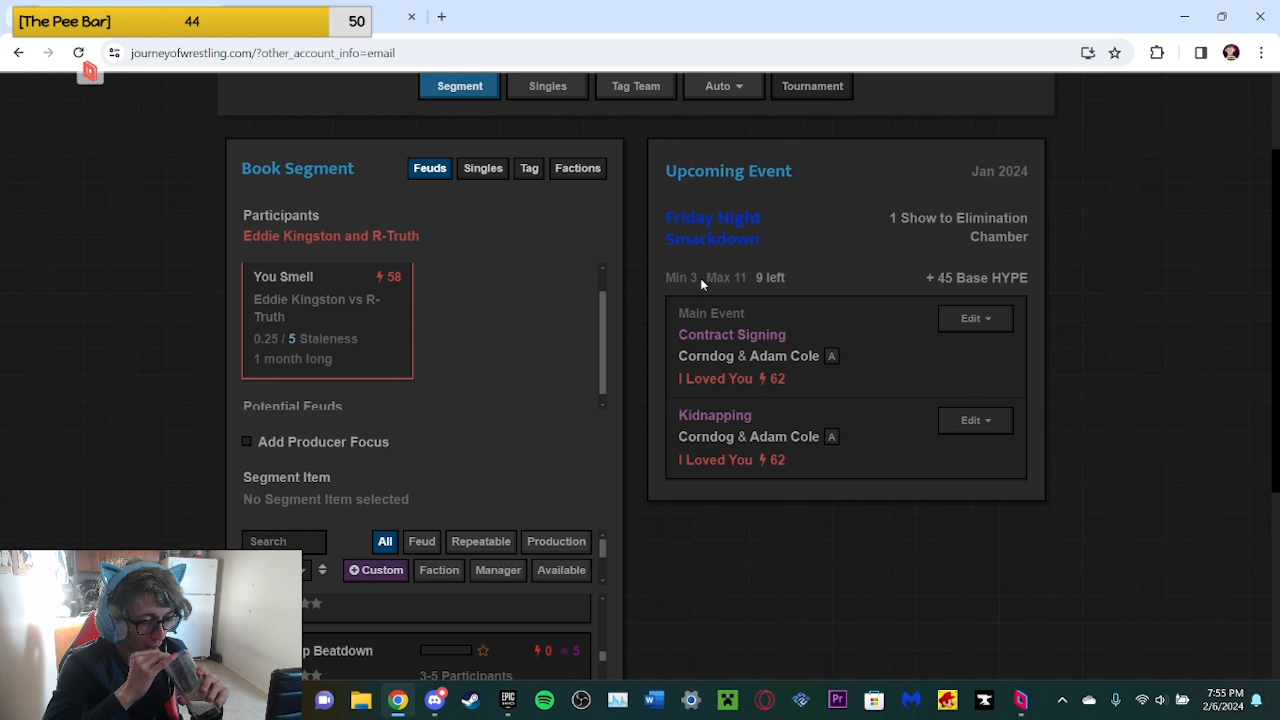 [The Pee Bar] 44 50
journeyofwrestling.com/?other_account_info=email
Segment Singles Tag Team Auto Tournament
Book Segment Feuds Singles Tag Factions
Participants
Eddie Kingston and R-Truth
You Smell 58
Eddie Kingston vs R-
Truth
0.25 / 5 Staleness
1 month long
Potential Feuds
Add Producer Focus
Segment Item
No Segment Item selected
Search All Feud Repeatable Production
Custom Faction Manager Available
Beatdown 0 5
3-5 Participants
Upcoming Event Jan 2024
Friday Night
Smackdown
1 Show to Elimination
Chamber
Min 3 Max 11 9 left + 45 Base HYPE
Main Event
Contract Signing Edit
Corndog & Adam Cole A
I Loved You 62
Kidnapping Edit
Corndog & Adam Cole A
I Loved You 62
EPIC GAMES W Pr
7:55 PM
2/6/2024